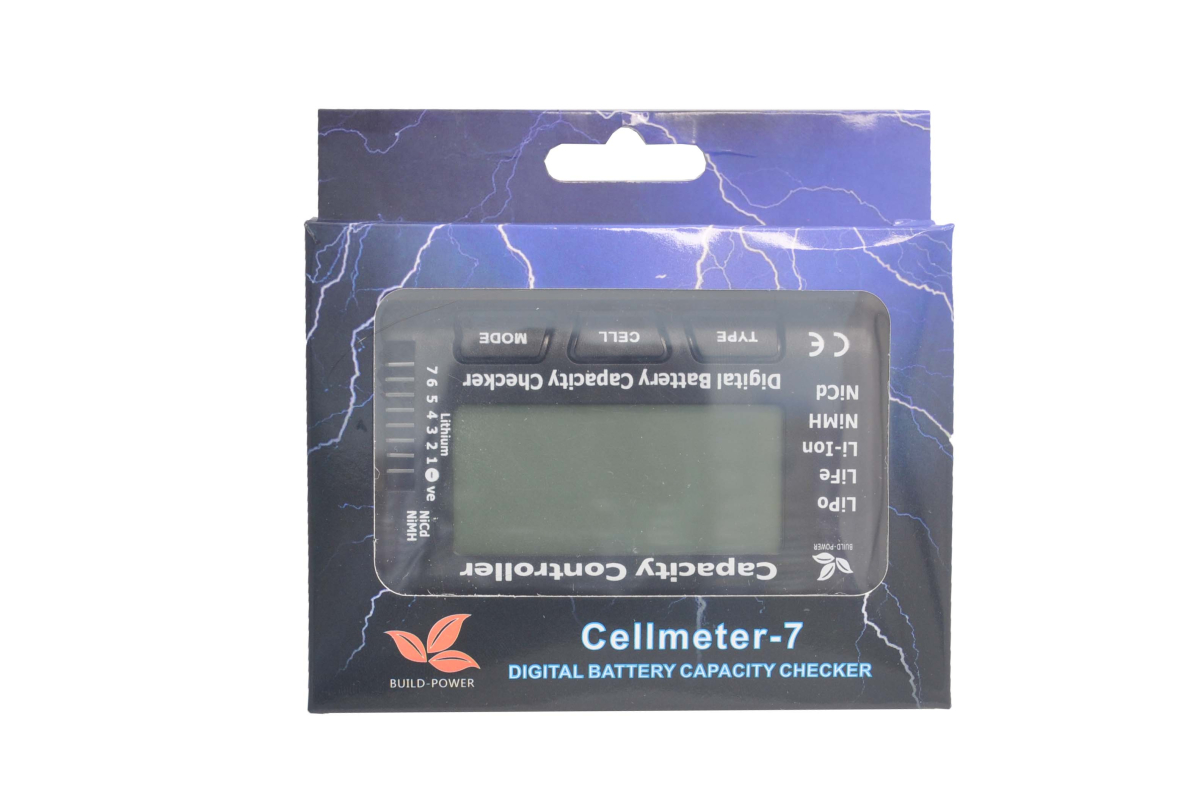 MODE
CELL
TYPE
CE
Digital Battery Capacity Checker
7 6 5 4 3 2 1 - ve
Lithium
NiCd
NiMH
NiCd
NiMH
Li-Ion
LiFe
LiPo
BUILD-POWER
Capacity Controller
BUILD-POWER
Cellmeter-7
DIGITAL BATTERY CAPACITY CHECKER